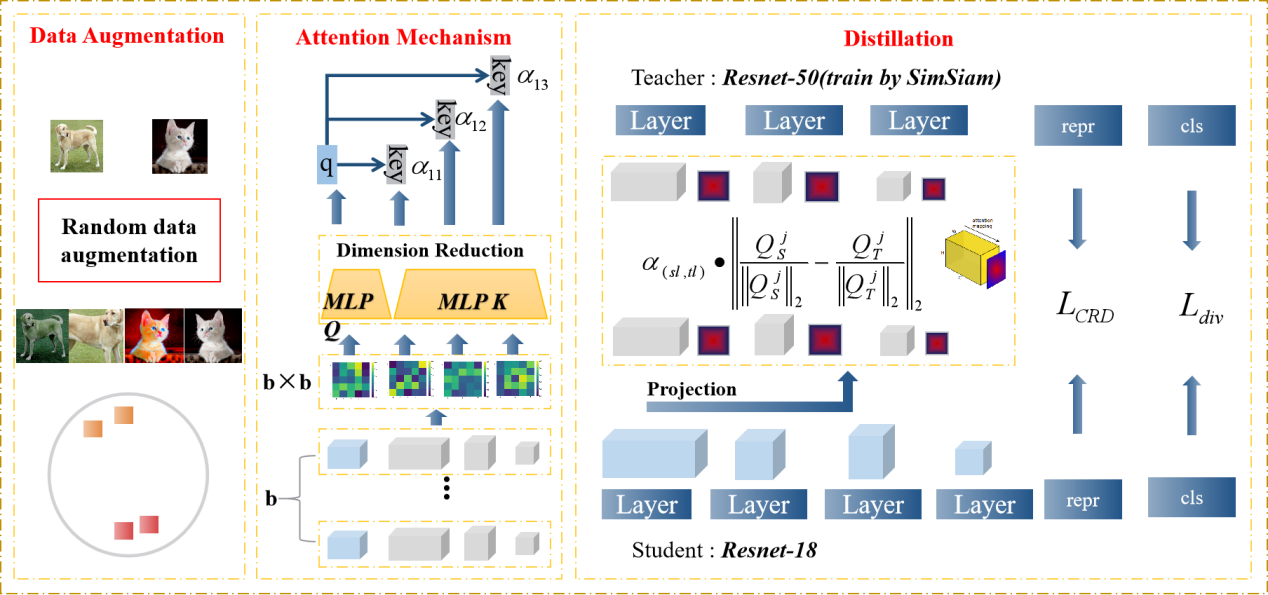 Data Augmentation
Random data
augmentation
Attention Mechanism
key α13
key α12
q key α11
Dimension Reduction
MLP Q
MLP K
b×b
b
Distillation
Teacher : Resnet-50(train by SimSiam)
Layer Layer Layer repr cls
attention
mapping
α(sl,tl) • ‖ Q_S^j / ‖Q_S^j‖_2 − Q_T^j / ‖Q_T^j‖_2 ‖_2
L_CRD L_div
Projection
Layer Layer Layer Layer repr cls
Student : Resnet-18